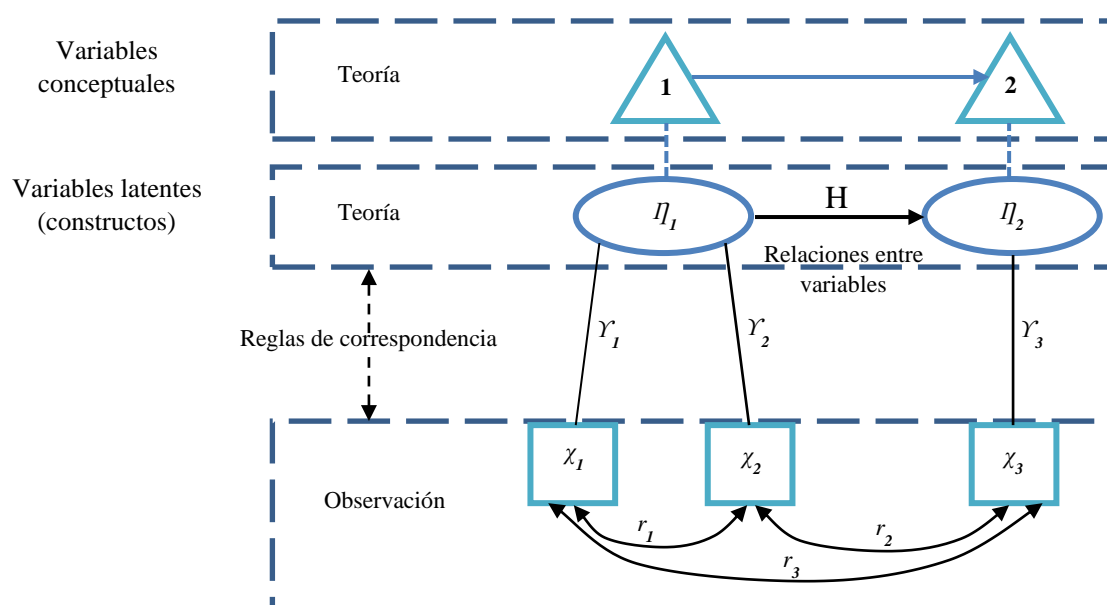 Variables
conceptuales
Teoría
1
2
Variables latentes
(constructos)
Teoría
η₁
H
η₂
Relaciones entre
variables
Reglas de correspondencia
ϒ₁
ϒ₂
ϒ₃
Observación
χ₁
χ₂
χ₃
r₁
r₂
r₃